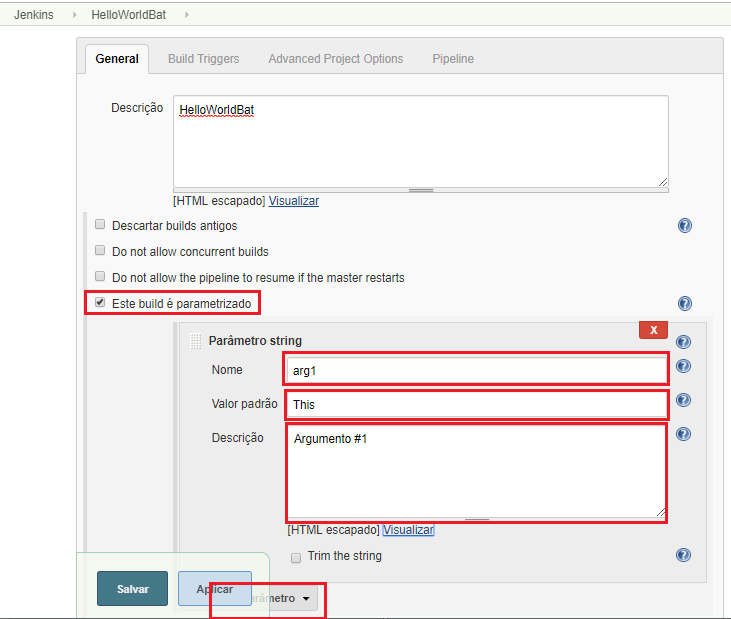 Jenkins HelloWorldBat
General Build Triggers Advanced Project Options Pipeline
Descrição HelloWorldBat
[HTML escapado] Visualizar
Descartar builds antigos
Do not allow concurrent builds
Do not allow the pipeline to resume if the master restarts
Este build é parametrizado
X
Parâmetro string
Nome arg1
Valor padrão This
Descrição Argumento #1
[HTML escapado] Visualizar
Trim the string
Salvar Aplicar